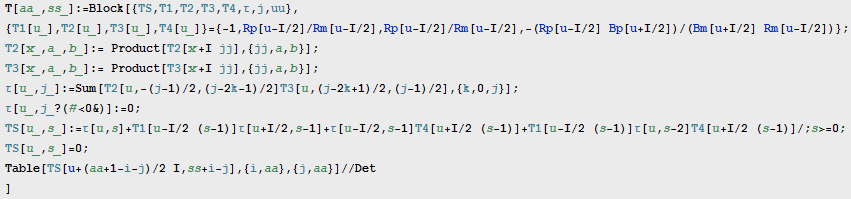 T[aa_,ss_]:=Block[{TS,T1,T2,T3,T4,τ,j,uu},
{T1[u_],T2[u_],T3[u_],T4[u_]}={-1,Rp[u-I/2]/Rm[u-I/2],Rp[u-I/2]/Rm[u-I/2],-(Rp[u-I/2] Bp[u+I/2])/(Bm[u+I/2] Rm[u-I/2])};
T2[x_,a_,b_]:= Product[T2[x+I jj],{jj,a,b}];
T3[x_,a_,b_]:= Product[T3[x+I jj],{jj,a,b}];
τ[u_,j_]:=Sum[T2[u,-(j-1)/2,(j-2k-1)/2]T3[u,(j-2k+1)/2,(j-1)/2],{k,0,j}];
τ[u_,j_?(#<0&)]:=0;
TS[u_,s_]:=τ[u,s]+T1[u-I/2 (s-1)]τ[u+I/2,s-1]+τ[u-I/2,s-1]T4[u+I/2 (s-1)]+T1[u-I/2 (s-1)]τ[u,s-2]T4[u+I/2 (s-1)]/;s>=0;
TS[u_,s_]=0;
Table[TS[u+(aa+1-i-j)/2 I,ss+i-j],{i,aa},{j,aa}]//Det
]